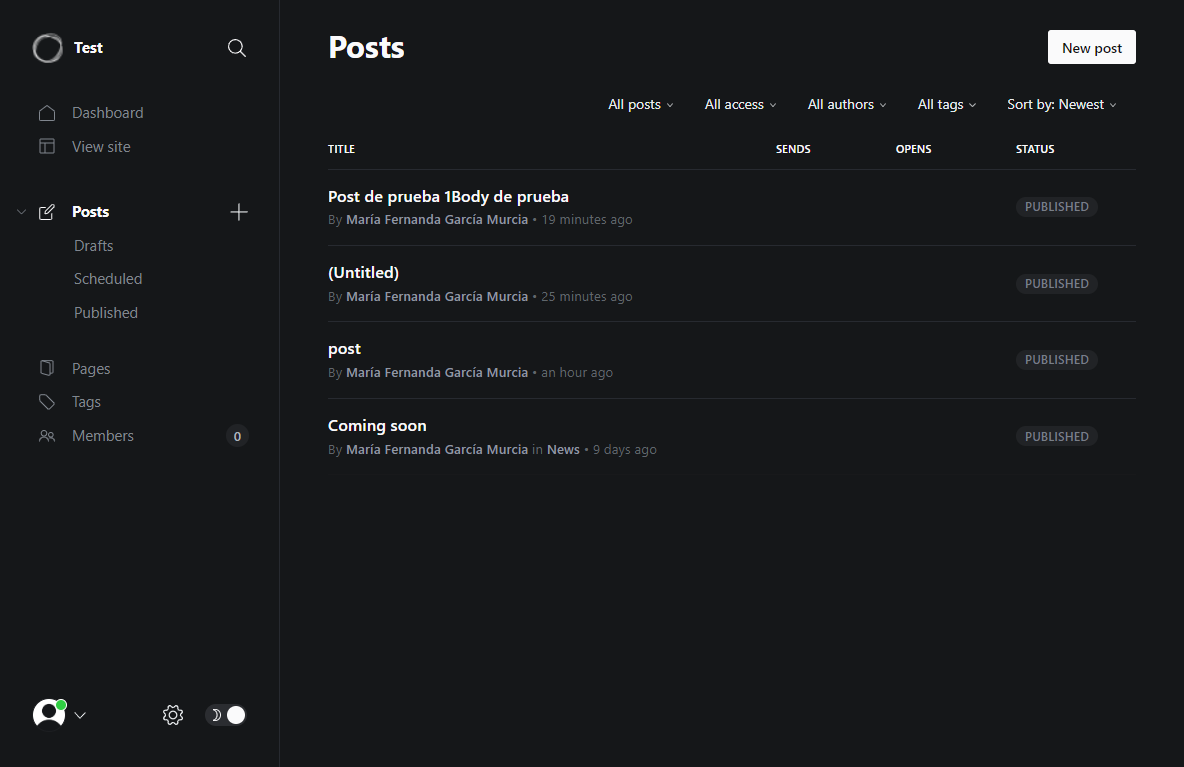 Test
Dashboard
View site
Posts
Drafts
Scheduled
Published
Pages
Tags
Members 0
Posts
New post
All posts All access All authors All tags Sort by: Newest
TITLE SENDS OPENS STATUS
Post de prueba 1Body de prueba
By María Fernanda García Murcia • 19 minutes ago
PUBLISHED
(Untitled)
By María Fernanda García Murcia • 25 minutes ago
PUBLISHED
post
By María Fernanda García Murcia • an hour ago
PUBLISHED
Coming soon
By María Fernanda García Murcia in News • 9 days ago
PUBLISHED